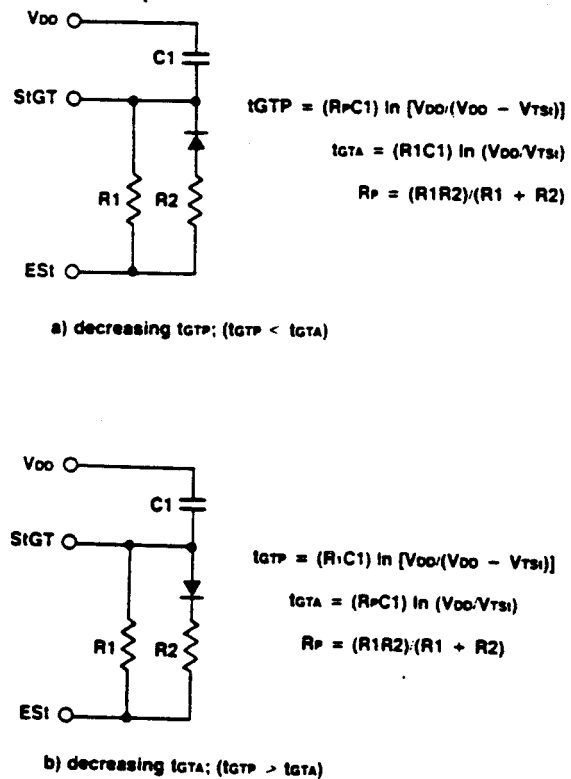 VDD
C1
StGT
tGTP = (RPC1) ln [VDD/(VDD - VTSt)]
tGTA = (R1C1) ln (VDD/VTSt)
R1
R2
RP = (R1R2)/(R1 + R2)
ESt
a) decreasing tGTP; (tGTP < tGTA)
VDD
C1
StGT
tGTP = (R1C1) ln [VDD/(VDD - VTSt)]
tGTA = (RPC1) ln (VDD/VTSt)
R1
R2
RP = (R1R2)/(R1 + R2)
ESt
b) decreasing tGTA; (tGTP > tGTA)